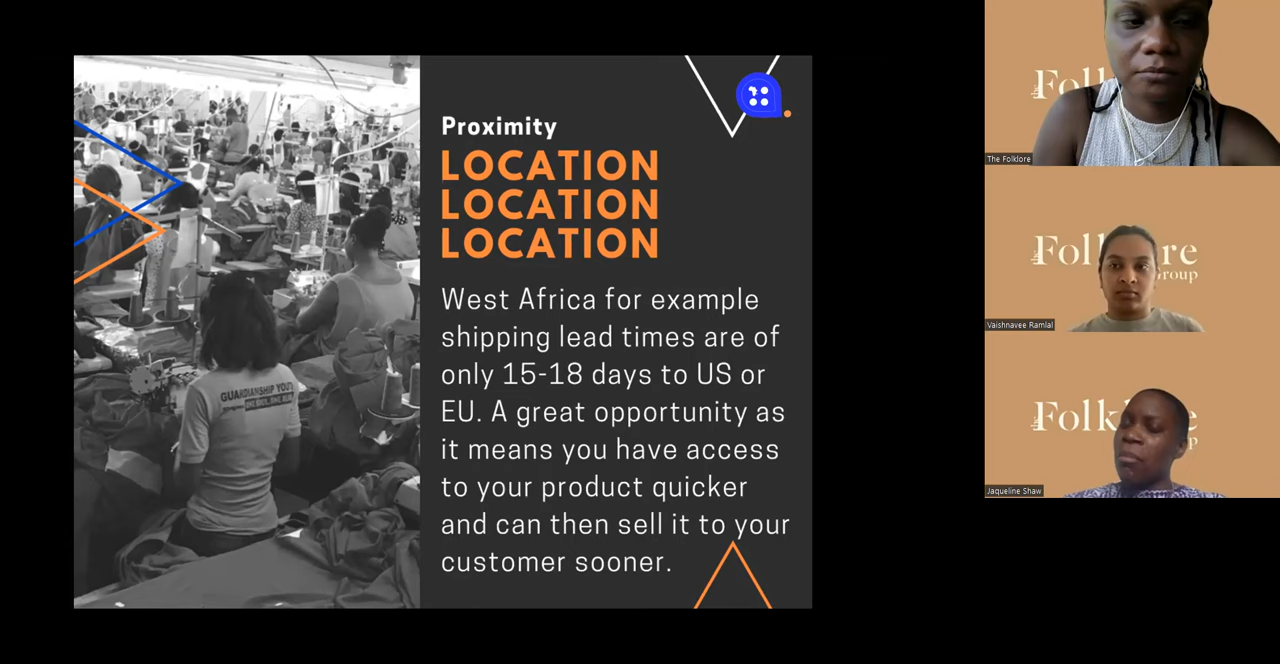 Proximity
LOCATION
LOCATION
LOCATION
West Africa for example
shipping lead times are of
only 15-18 days to US or
EU. A great opportunity as
it means you have access
to your product quicker
and can then sell it to your
customer sooner.
GUARDIANSHIP
The Folklore
Vaishnavee Ramlal
Jaqueline Shaw